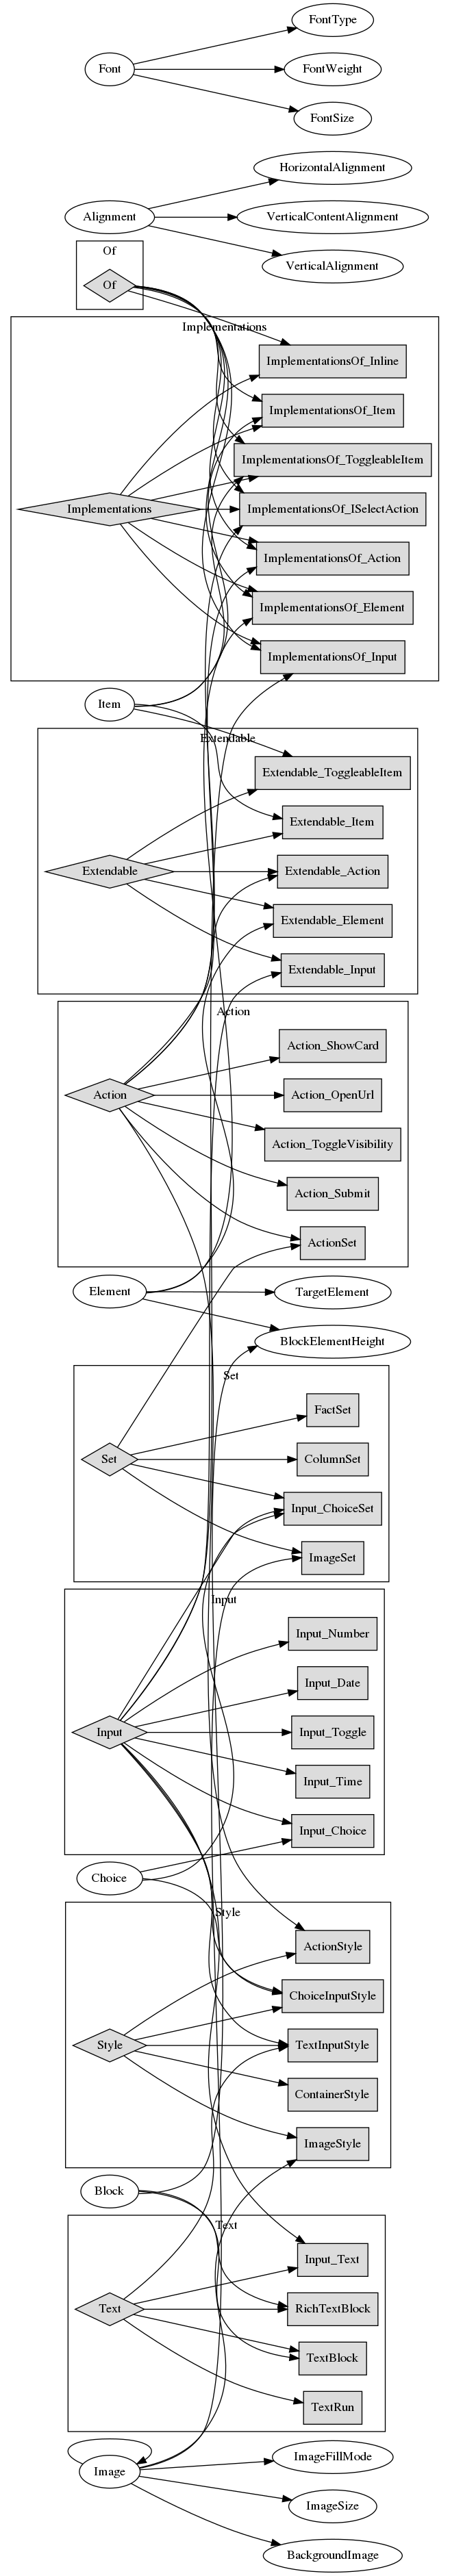 FontType
Font
FontWeight
FontSize
HorizontalAlignment
Alignment
VerticalContentAlignment
VerticalAlignment
Of
Of
Implementations
ImplementationsOf_Inline
ImplementationsOf_Item
ImplementationsOf_ToggleableItem
Implementations
ImplementationsOf_ISelectAction
ImplementationsOf_Action
ImplementationsOf_Element
ImplementationsOf_Input
Item
Extendable
Extendable_ToggleableItem
Extendable_Item
Extendable
Extendable_Action
Extendable_Element
Extendable_Input
Action
Action_ShowCard
Action
Action_OpenUrl
Action_ToggleVisibility
Action_Submit
ActionSet
Element
TargetElement
BlockElementHeight
Set
FactSet
Set
ColumnSet
Input_ChoiceSet
ImageSet
Input
Input_Number
Input_Date
Input
Input_Toggle
Input_Time
Input_Choice
Choice
Style
ActionStyle
ChoiceInputStyle
Style
TextInputStyle
ContainerStyle
ImageStyle
Block
Text
Input_Text
Text
RichTextBlock
TextBlock
TextRun
ImageFillMode
Image
ImageSize
BackgroundImage